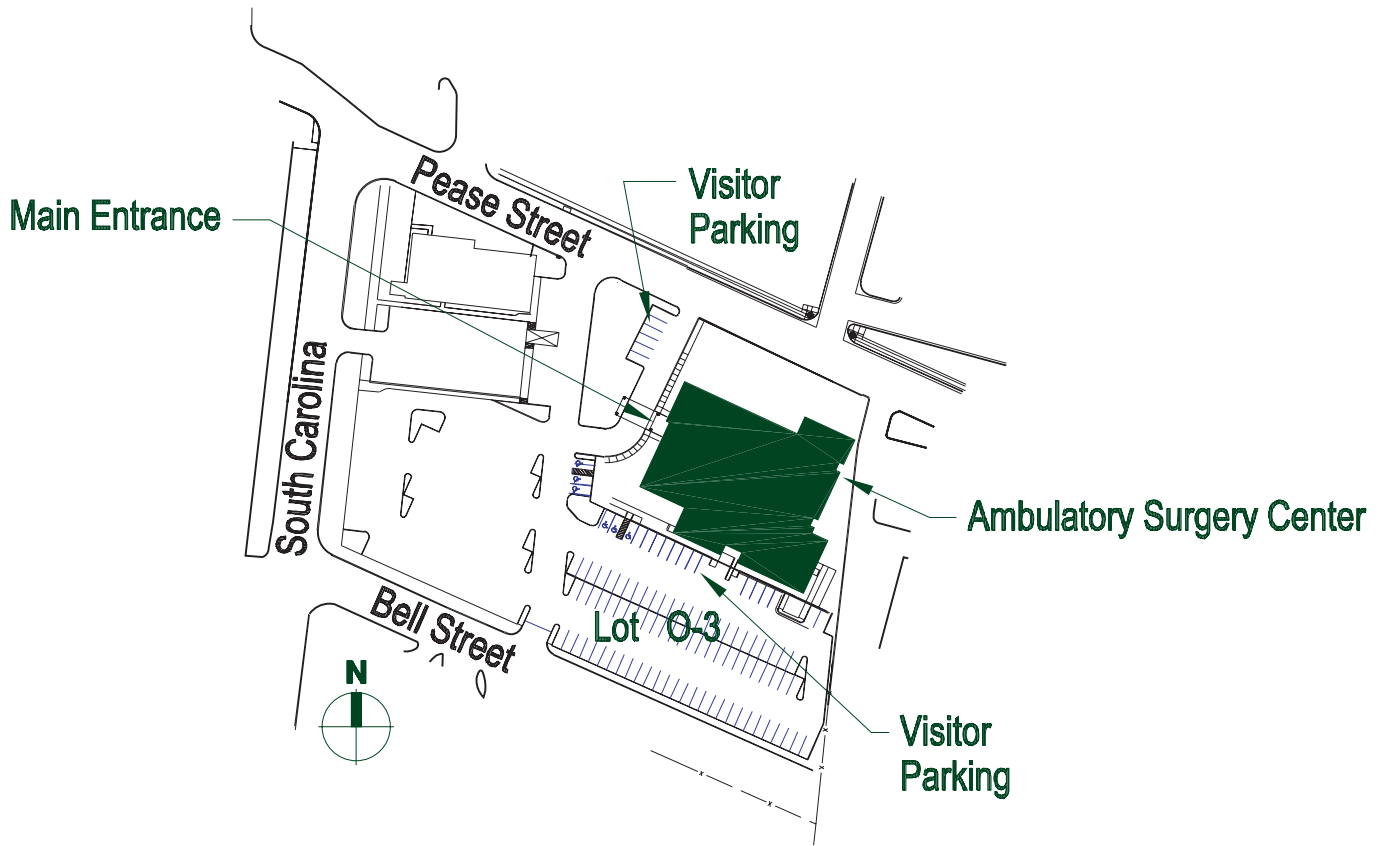 Pease Street
Visitor
Parking
Main Entrance
South Carolina
Ambulatory Surgery Center
Bell Street
Lot O-3
N
Visitor
Parking